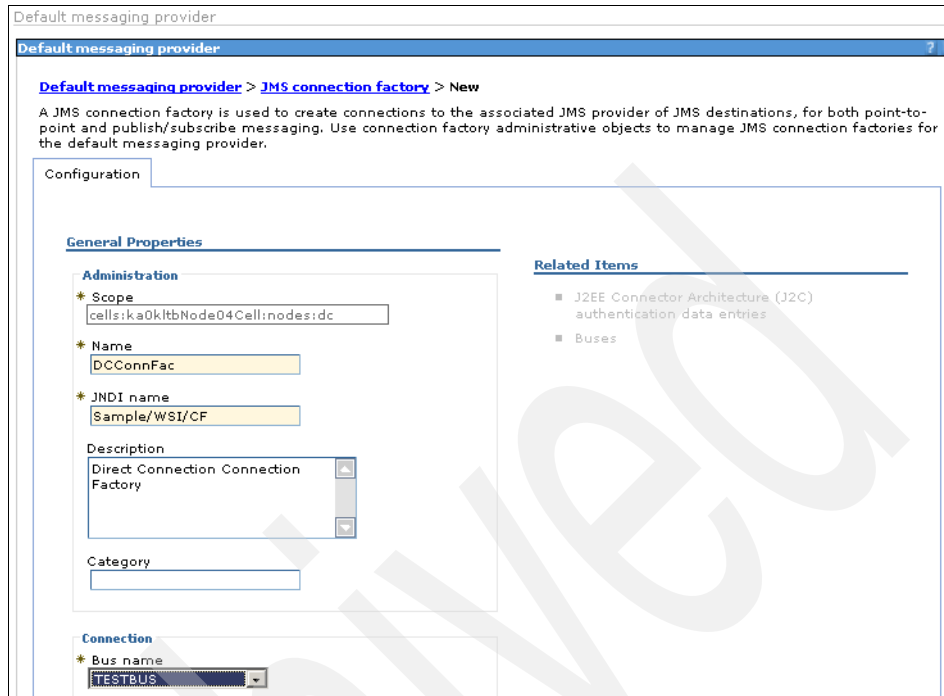 Default messaging provider
Default messaging provider ?
Default messaging provider > JMS connection factory > New
A JMS connection factory is used to create connections to the associated JMS provider of JMS destinations, for both point-to-
point and publish/subscribe messaging. Use connection factory administrative objects to manage JMS connection factories for
the default messaging provider.
Configuration
General Properties
Administration
* Scope
cells:ka0kltbNode04Cell:nodes:dc
* Name
DCConnFac
* JNDI name
Sample/WSI/CF
Description
Direct Connection Connection
Factory
Category
Connection
* Bus name
TESTBUS
Related Items
J2EE Connector Architecture (J2C)
authentication data entries
Buses